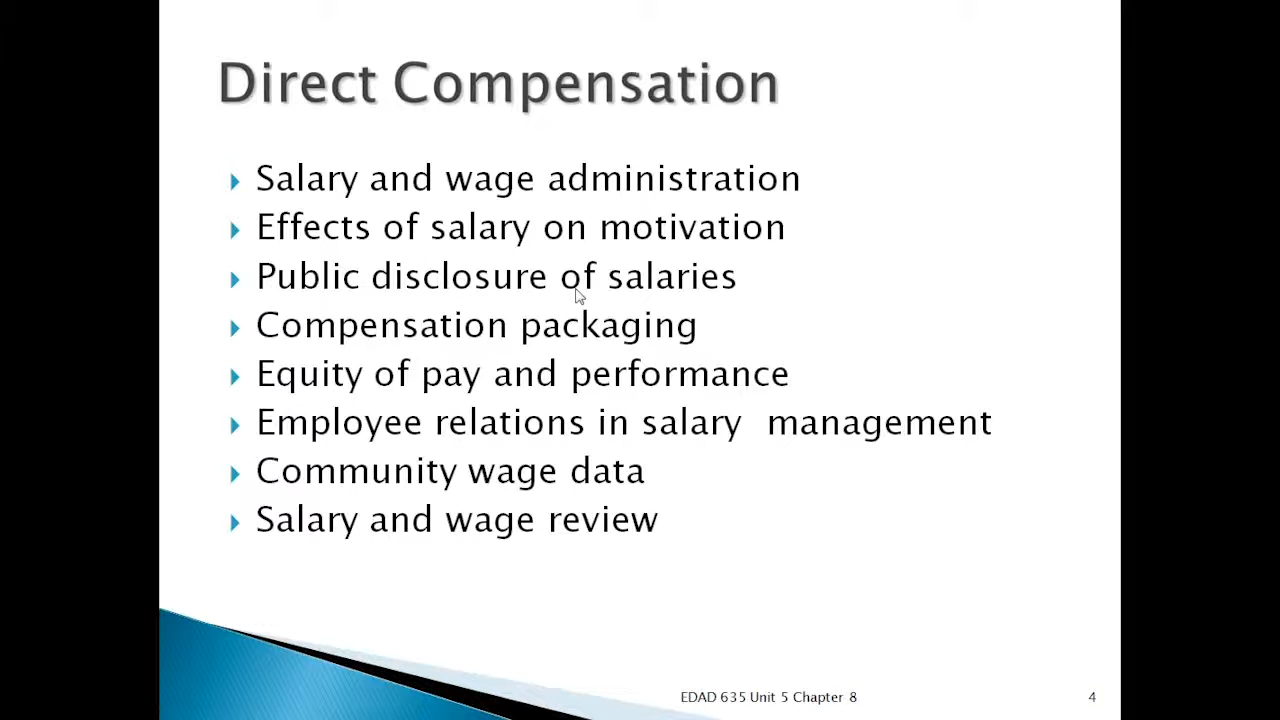 Direct Compensation
Salary and wage administration
Effects of salary on motivation
Public disclosure of salaries
Compensation packaging
Equity of pay and performance
Employee relations in salary  management
Community wage data
Salary and wage review
EDAD 635 Unit 5 Chapter 8
4